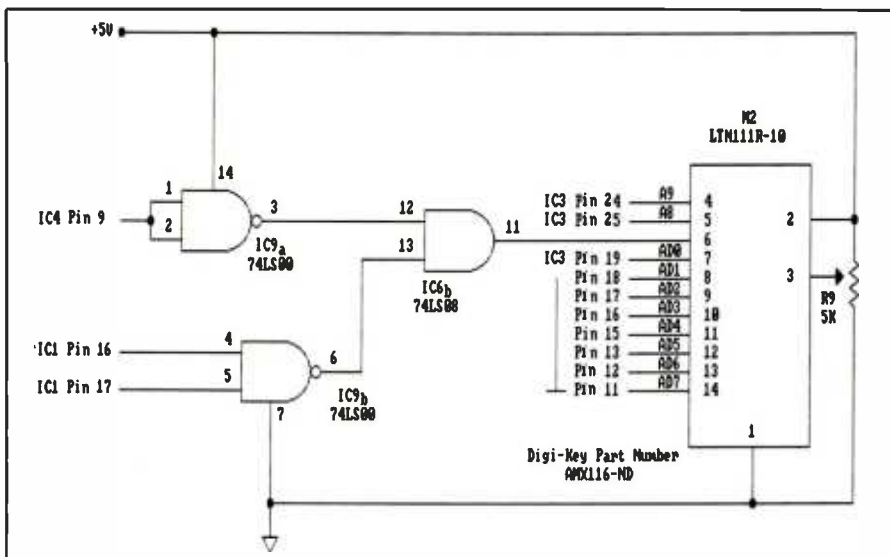 +5V
M2
LTN111R-10
14
1
2
3
IC4 Pin 9
IC9a
74LS00
12
13
11
IC6b
74LS08
IC3 Pin 24 A9 4
IC3 Pin 25 A8 5
6
IC3 Pin 19 AD0 7
Pin 18 AD1 8
Pin 17 AD2 9
Pin 16 AD3 10
Pin 15 AD4 11
Pin 13 AD5 12
Pin 12 AD6 13
Pin 11 AD7 14
2
3
R9
5K
1
IC1 Pin 16
IC1 Pin 17
4
5
6
7
IC9b
74LS00
Digi-Key Part Number
AMX116-ND